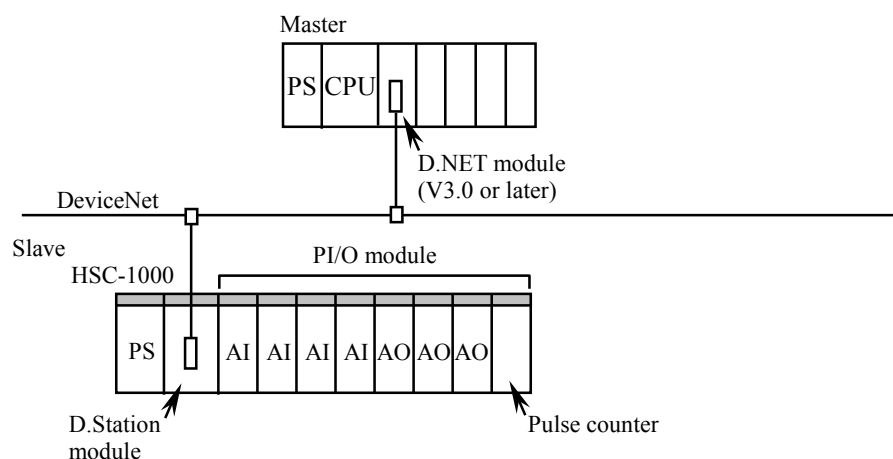 Master
PS CPU
D.NET module
(V3.0 or later)
DeviceNet
Slave
PI/O module
HSC-1000
PS AI AI AI AI AO AO AO
D.Station
module
Pulse counter